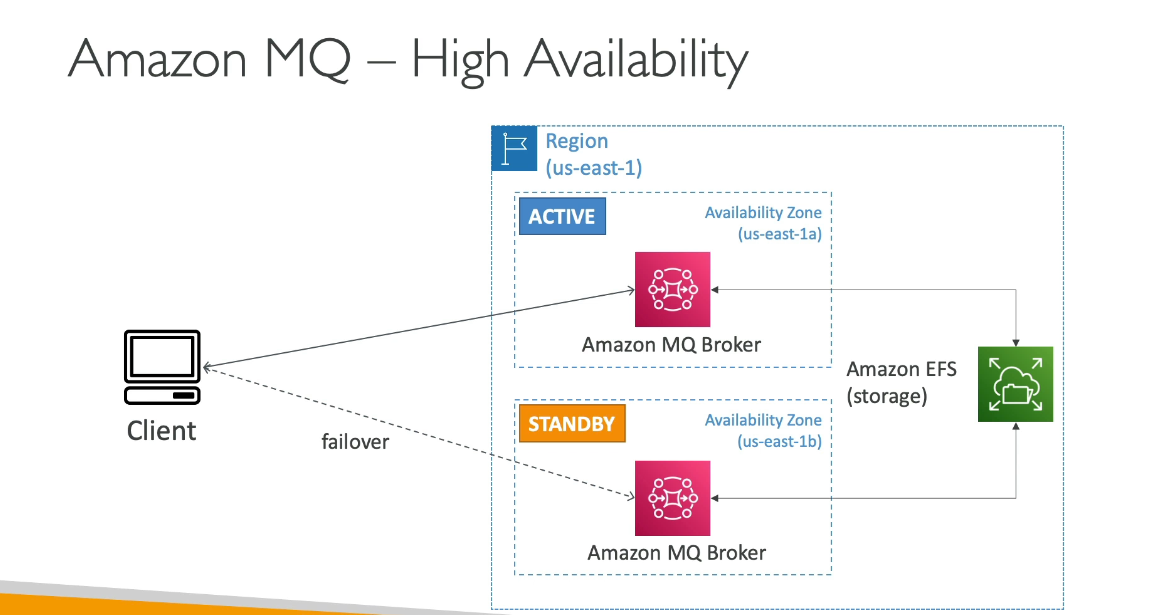 Amazon MQ – High Availability
Region
(us-east-1)
ACTIVE
Availability Zone
(us-east-1a)
Amazon MQ Broker
Amazon EFS
(storage)
Client
failover
STANDBY
Availability Zone
(us-east-1b)
Amazon MQ Broker